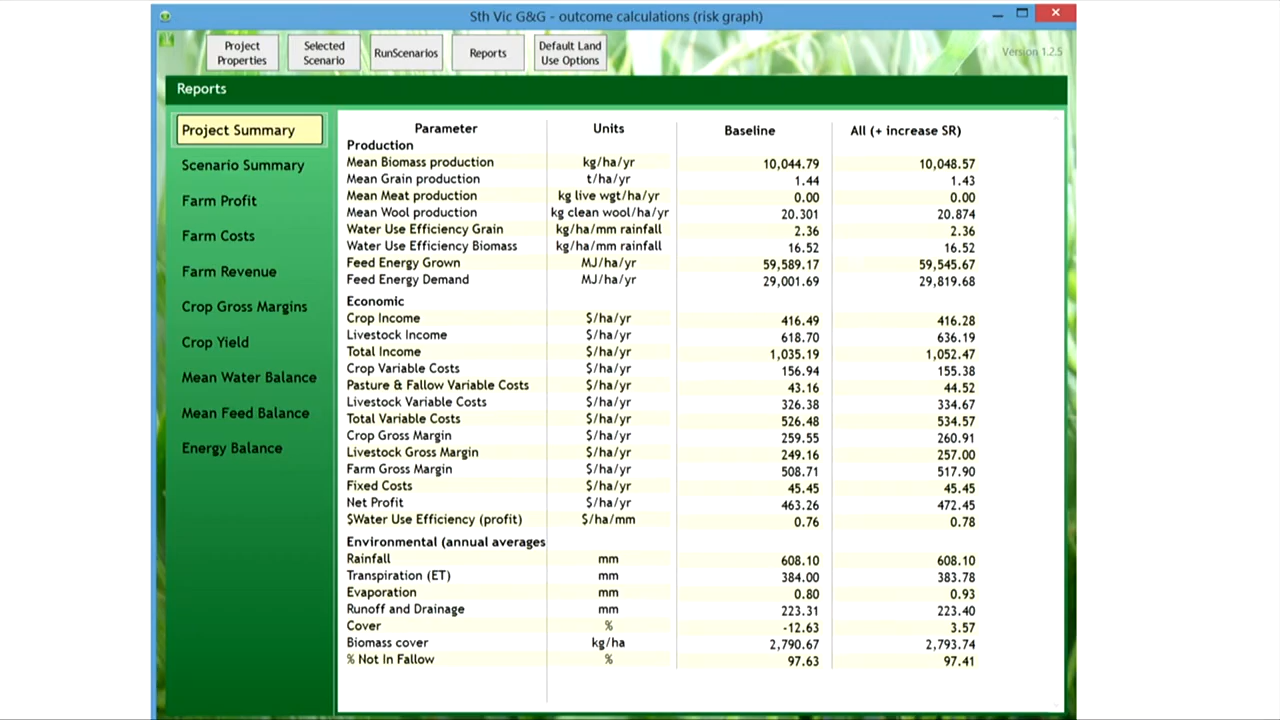 Sth Vic G&G - outcome calculations (risk graph)
Project Properties
Selected Scenario
RunScenarios
Reports
Default Land Use Options
Version 1.2.5
Reports
Project Summary
Scenario Summary
Farm Profit
Farm Costs
Farm Revenue
Crop Gross Margins
Crop Yield
Mean Water Balance
Mean Feed Balance
Energy Balance
Parameter Units Baseline All (+ increase SR)
Production
Mean Biomass production kg/ha/yr 10,044.79 10,048.57
Mean Grain production t/ha/yr 1.44 1.43
Mean Meat production kg live wgt/ha/yr 0.00 0.00
Mean Wool production kg clean wool/ha/yr 20.301 20.874
Water Use Efficiency Grain kg/ha/mm rainfall 2.36 2.36
Water Use Efficiency Biomass kg/ha/mm rainfall 16.52 16.52
Feed Energy Grown MJ/ha/yr 59,589.17 59,545.67
Feed Energy Demand MJ/ha/yr 29,001.69 29,819.68
Economic
Crop Income $/ha/yr 416.49 416.28
Livestock Income $/ha/yr 618.70 636.19
Total Income $/ha/yr 1,035.19 1,052.47
Crop Variable Costs $/ha/yr 156.94 155.38
Pasture & Fallow Variable Costs $/ha/yr 43.16 44.52
Livestock Variable Costs $/ha/yr 326.38 334.67
Total Variable Costs $/ha/yr 526.48 534.57
Crop Gross Margin $/ha/yr 259.55 260.91
Livestock Gross Margin $/ha/yr 249.16 257.00
Farm Gross Margin $/ha/yr 508.71 517.90
Fixed Costs $/ha/yr 45.45 45.45
Net Profit $/ha/yr 463.26 472.45
$Water Use Efficiency (profit) $/ha/mm 0.76 0.78
Environmental (annual averages
Rainfall mm 608.10 608.10
Transpiration (ET) mm 384.00 383.78
Evaporation mm 0.80 0.93
Runoff and Drainage mm 223.31 223.40
Cover % -12.63 3.57
Biomass cover kg/ha 2,790.67 2,793.74
% Not In Fallow % 97.63 97.41